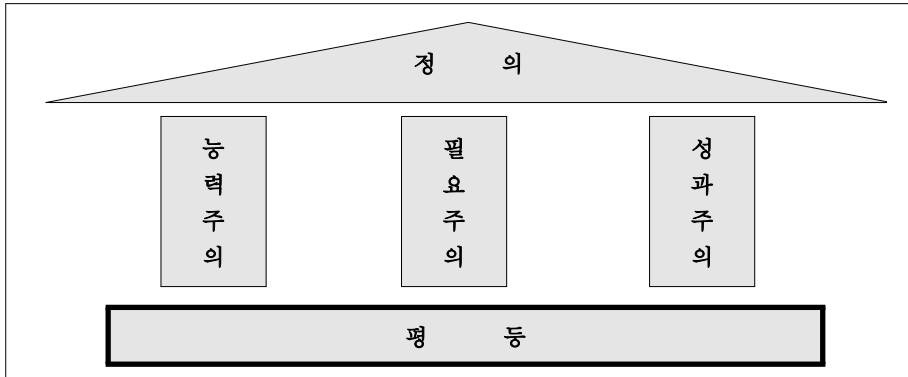 정 의
능력주의
필요주의
성과주의
평 등